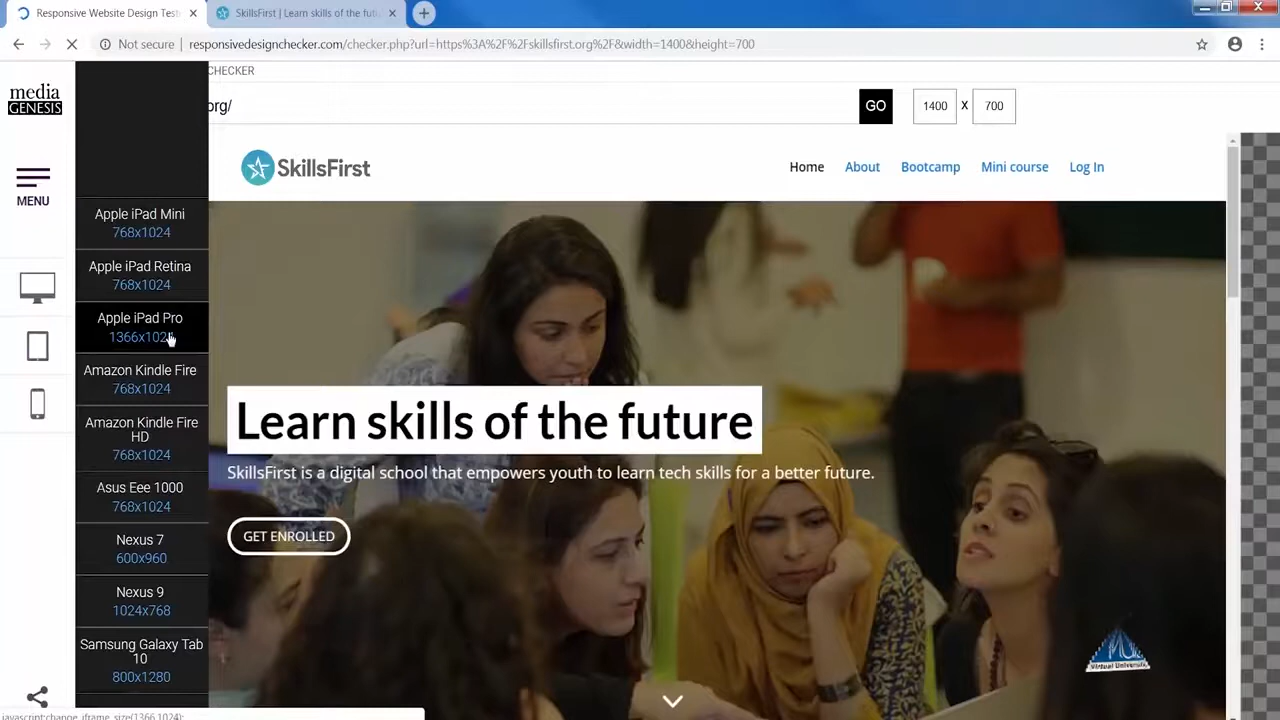 Responsive Website Design Test
SkillsFirst | Learn skills of the futu
Not secure
responsivedesignchecker.com/checker.php?url=https%3A%2F%2Fskillsfirst.org%2F&width=1400&height=700
media
GENESIS
MENU
CHECKER
org/
GO
1400
X
700
SkillsFirst
Home
About
Bootcamp
Mini course
Log In
Apple iPad Mini
768x1024
Apple iPad Retina
768x1024
Apple iPad Pro
1366x1024
Amazon Kindle Fire
768x1024
Amazon Kindle Fire
HD
768x1024
Asus Eee 1000
768x1024
Nexus 7
600x960
Nexus 9
1024x768
Samsung Galaxy Tab
10
800x1280
Learn skills of the future
SkillsFirst is a digital school that empowers youth to learn tech skills for a better future.
GET ENROLLED
Virtual University
javascript:change_iframe_size(1366,1024);